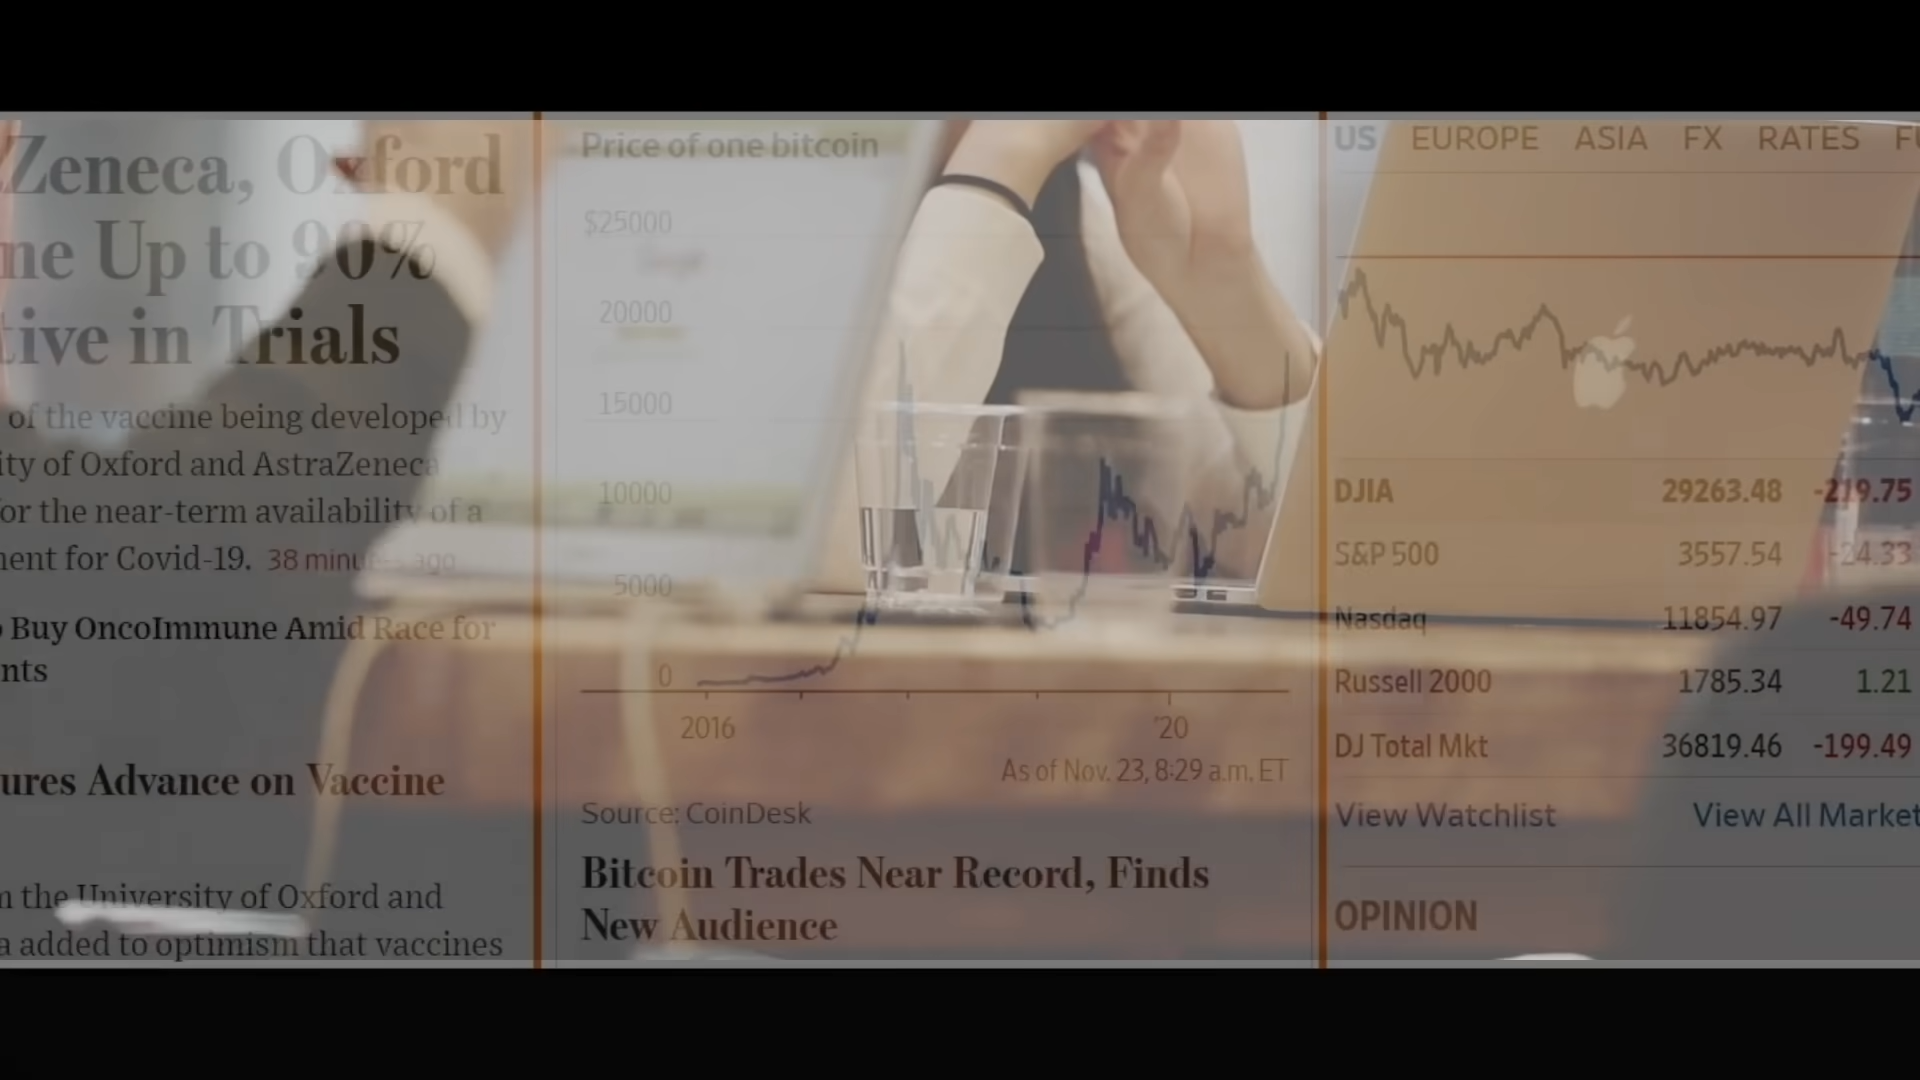 Zeneca, Oxford
ne Up to 90%
tive in Trials
of the vaccine being developed by
ity of Oxford and AstraZeneca
for the near-term availability of a
ment for Covid-19. 38 minutes ago
Buy OncoImmune Amid Race for
nts
ures Advance on Vaccine
m the University of Oxford and
a added to optimism that vaccines
Price of one bitcoin
$25000
20000
15000
10000
5000
0
2016 '20
As of Nov. 23, 8:29 a.m. ET
Source: CoinDesk
Bitcoin Trades Near Record, Finds
New Audience
US EUROPE ASIA FX RATES FU
DJIA 29263.48 -219.75
S&P 500 3557.54 -24.33
Nasdaq 11854.97 -49.74
Russell 2000 1785.34 1.21
DJ Total Mkt 36819.46 -199.49
View Watchlist View All Market
OPINION